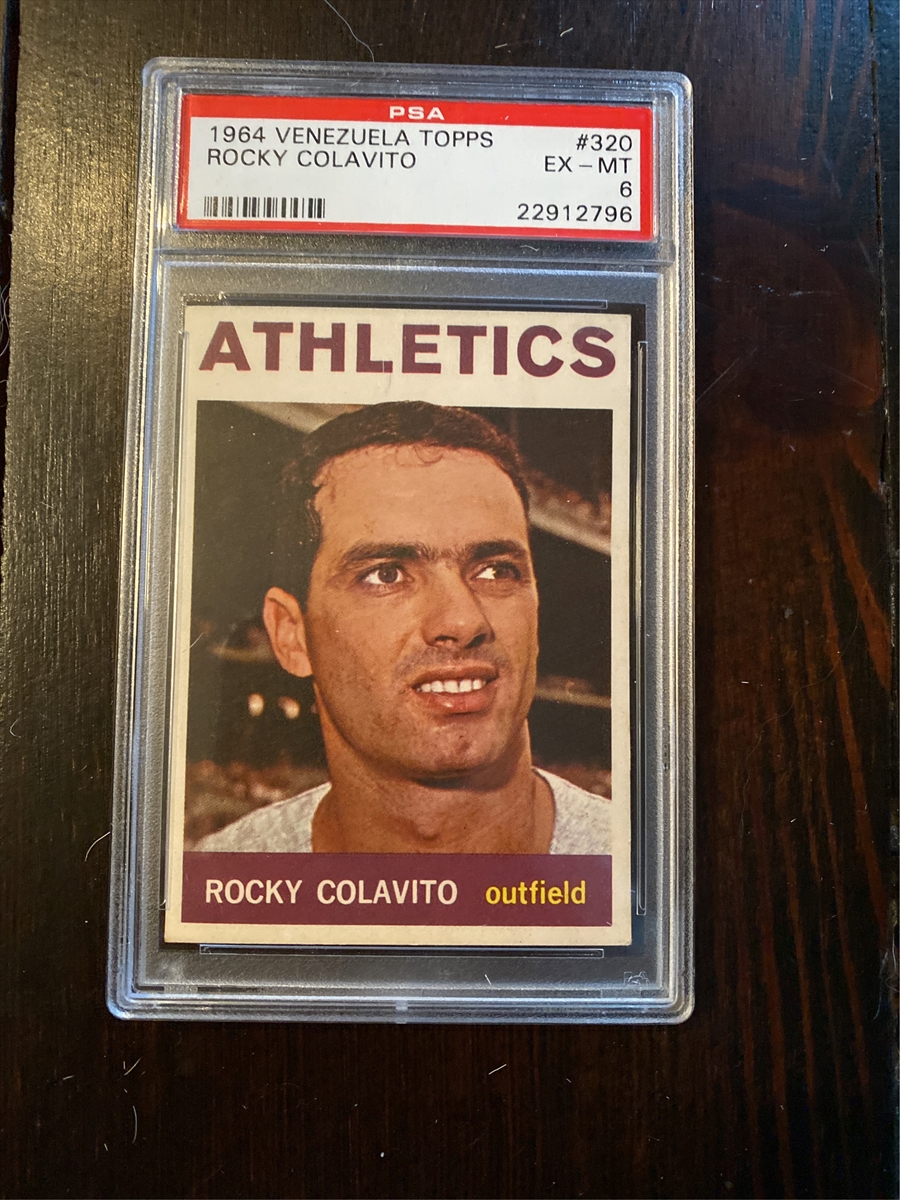 PSA
1964 VENEZUELA TOPPS #320
ROCKY COLAVITO EX - MT
6
22912796
ATHLETICS
ROCKY COLAVITO outfield